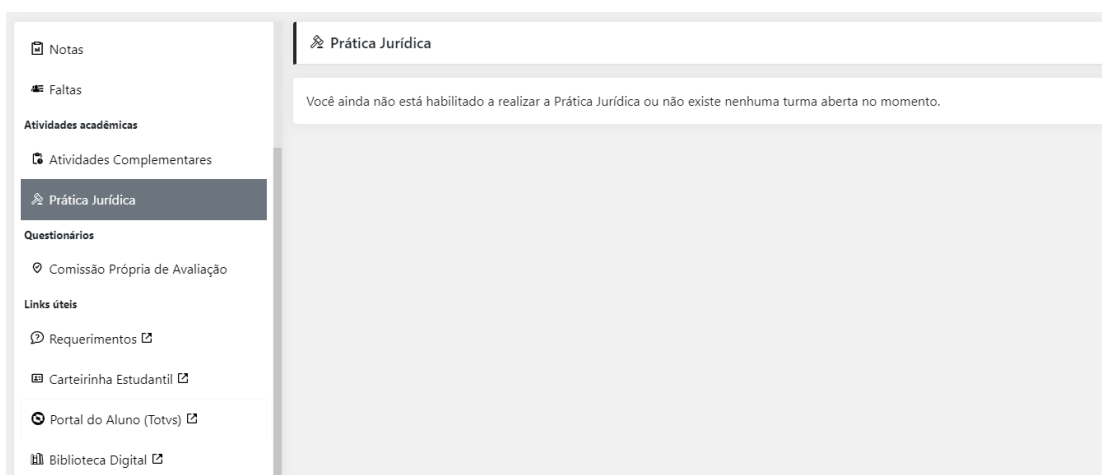 Notas
Faltas
Atividades acadêmicas
Atividades Complementares
Prática Jurídica
Questionários
Comissão Própria de Avaliação
Links úteis
Requerimentos
Carteirinha Estudantil
Portal do Aluno (Totvs)
Biblioteca Digital
Prática Jurídica
Você ainda não está habilitado a realizar a Prática Jurídica ou não existe nenhuma turma aberta no momento.